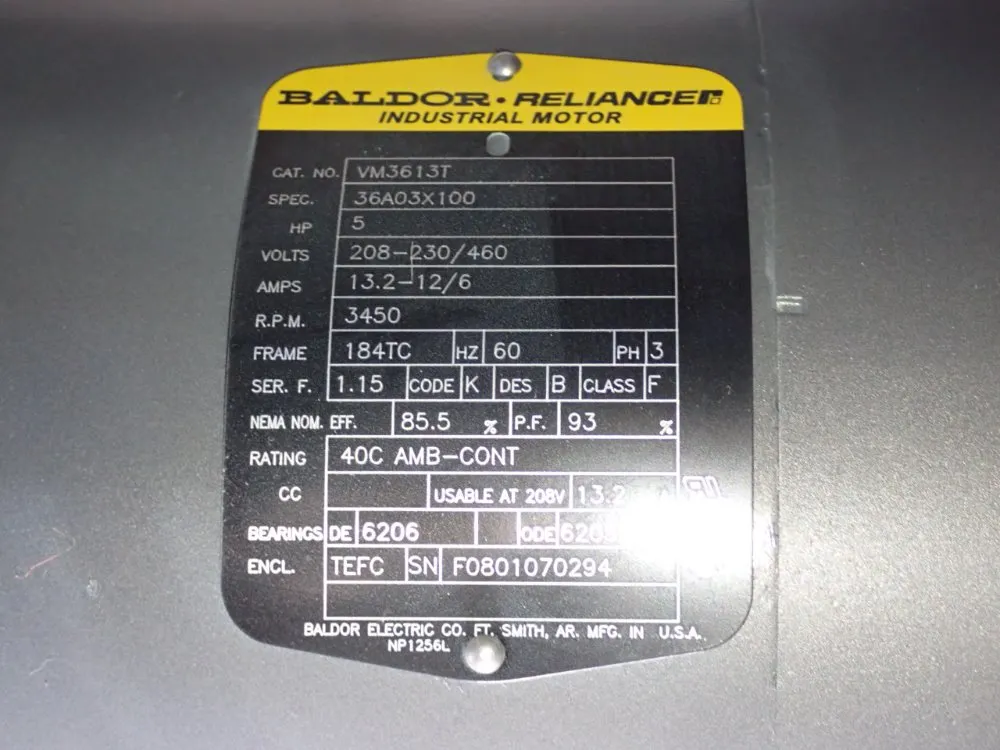 BALDOR • RELIANCE
INDUSTRIAL MOTOR
CAT. NO. VM3613T
SPEC. 36A03X100
HP 5
VOLTS 208-230/460
AMPS 13.2-12/6
R.P.M. 3450
FRAME 184TC HZ 60 PH 3
SER. F. 1.15 CODE K DES B CLASS F
NEMA NOM. EFF. 85.5 % P.F. 93 %
RATING 40C AMB-CONT
CC USABLE AT 208V 13.2
BEARINGS DE 6206 ODE
ENCL. TEFC SN F0801070294
BALDOR ELECTRIC CO. FT. SMITH, AR. MFG. IN U.S.A.
NP1256L